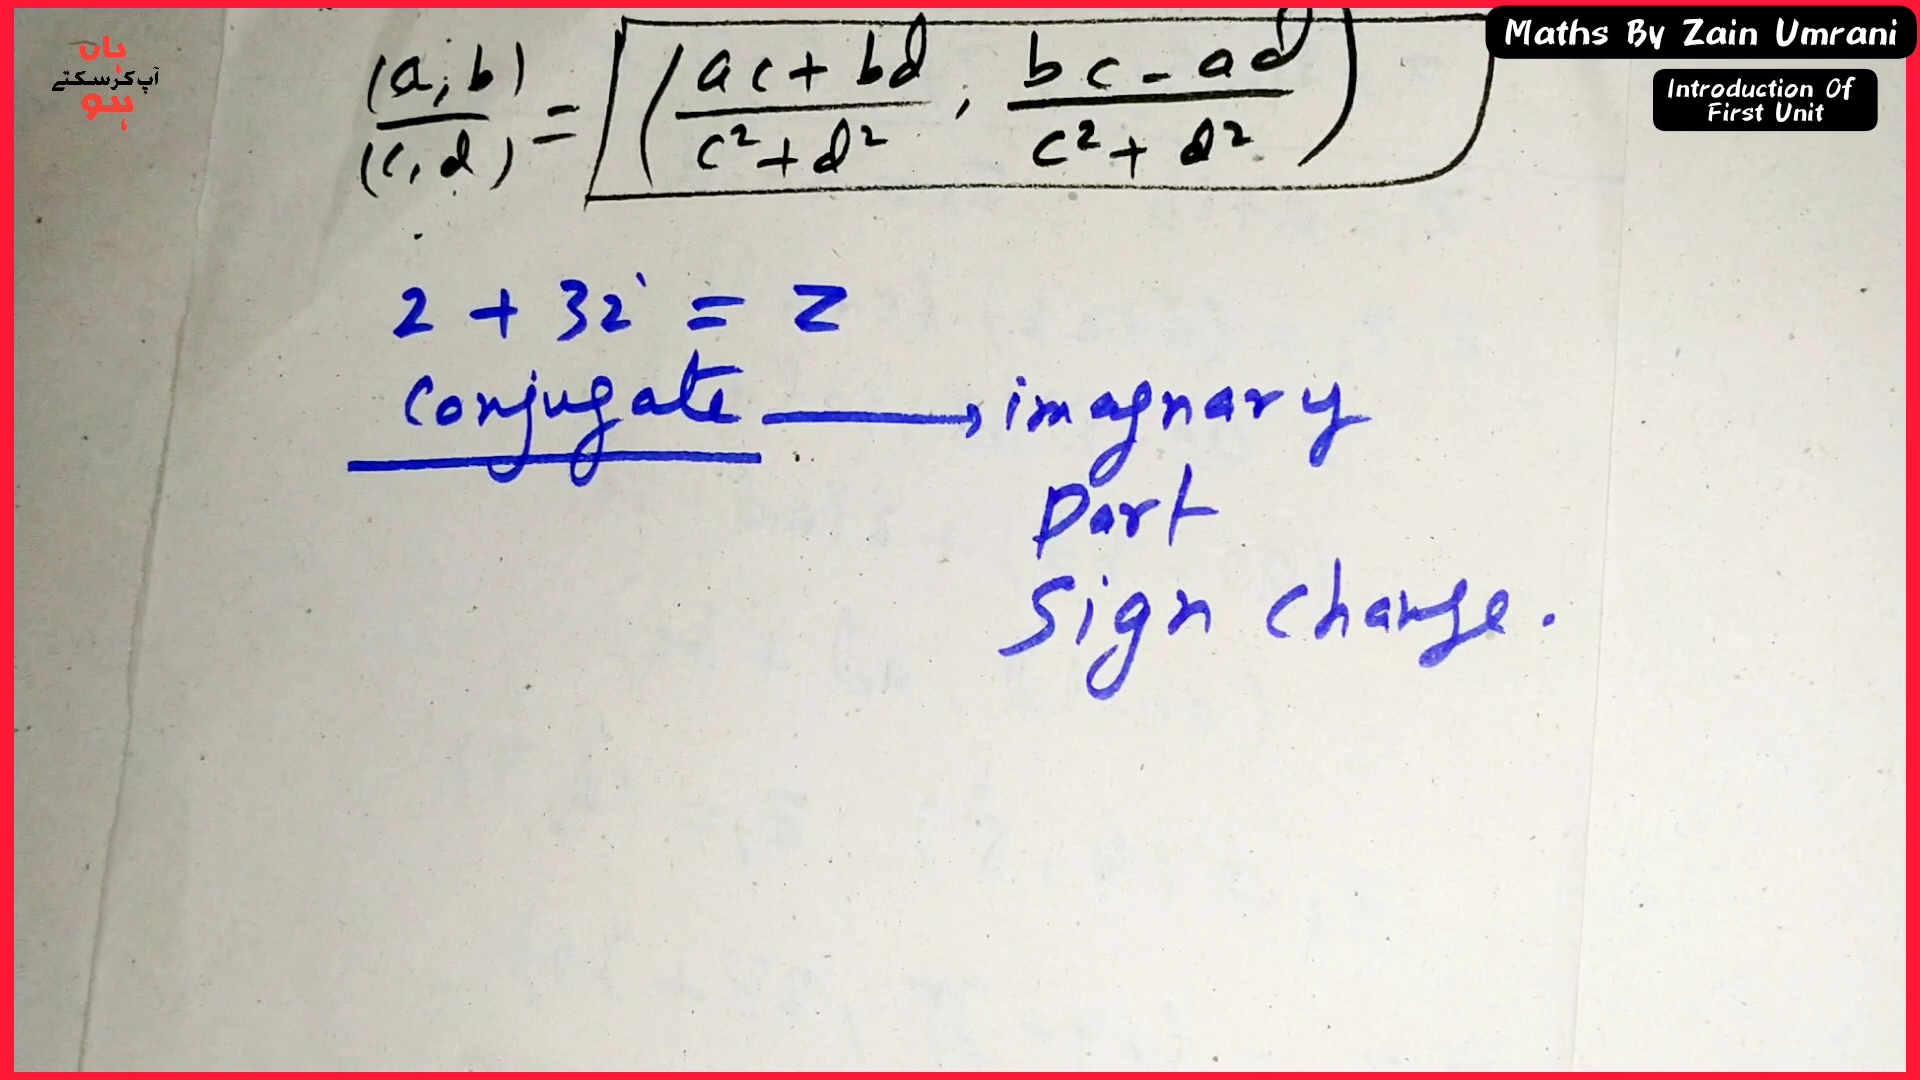 Maths By Zain Umrani
Introduction Of
First Unit
ہاں
آپ کرسکتے
ہو
(a, b) / (c, d) = ( ac + bd / c² + d² , bc - ad / c² + d² )
2 + 3i = z
Conjugate → imagnary
Part
Sign change.